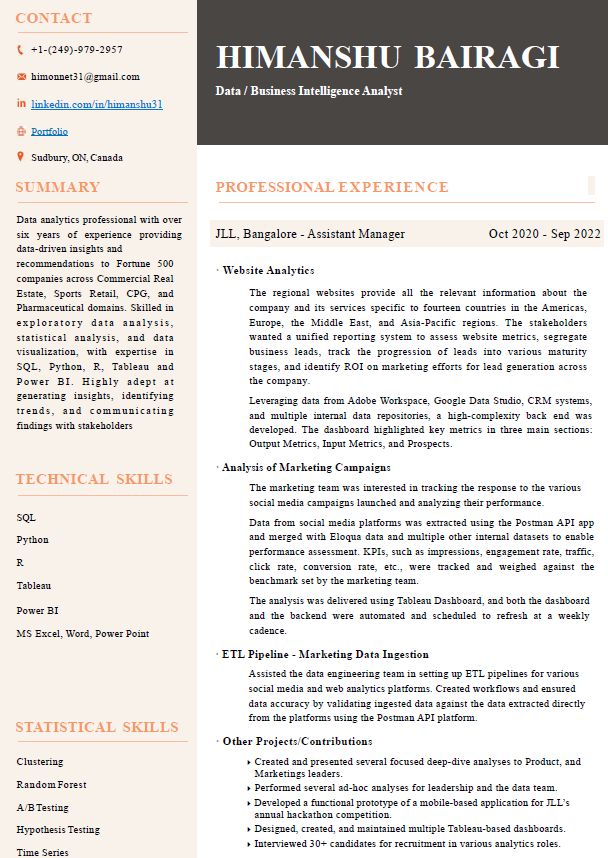 CONTACT
+1-(249)-979-2957
himonnet31@gmail.com
linkedin.com/in/himanshu31
Portfolio
Sudbury, ON, Canada
SUMMARY
Data analytics professional with over
six years of experience providing
data-driven insights and
recommendations to Fortune 500
companies across Commercial Real
Estate, Sports Retail, CPG, and
Pharmaceutical domains. Skilled in
exploratory data analysis,
statistical analysis, and data
visualization, with expertise in
SQL, Python, R, Tableau and
Power BI. Highly adept at
generating insights, identifying
trends, and communicating
findings with stakeholders
TECHNICAL SKILLS
SQL
Python
R
Tableau
Power BI
MS Excel, Word, Power Point
STATISTICAL SKILLS
Clustering
Random Forest
A/B Testing
Hypothesis Testing
Time Series
HIMANSHU BAIRAGI
Data / Business Intelligence Analyst
PROFESSIONAL EXPERIENCE
JLL, Bangalore - Assistant Manager Oct 2020 - Sep 2022
· Website Analytics
The regional websites provide all the relevant information about the
company and its services specific to fourteen countries in the Americas,
Europe, the Middle East, and Asia-Pacific regions. The stakeholders
wanted a unified reporting system to assess website metrics, segregate
business leads, track the progression of leads into various maturity
stages, and identify ROI on marketing efforts for lead generation across
the company.
Leveraging data from Adobe Workspace, Google Data Studio, CRM systems,
and multiple internal data repositories, a high-complexity back end was
developed. The dashboard highlighted key metrics in three main sections:
Output Metrics, Input Metrics, and Prospects.
· Analysis of Marketing Campaigns
The marketing team was interested in tracking the response to the various
social media campaigns launched and analyzing their performance.
Data from social media platforms was extracted using the Postman API app
and merged with Eloqua data and multiple other internal datasets to enable
performance assessment. KPIs, such as impressions, engagement rate, traffic,
click rate, conversion rate, etc., were tracked and weighed against the
benchmark set by the marketing team.
The analysis was delivered using Tableau Dashboard, and both the dashboard
and the backend were automated and scheduled to refresh at a weekly
cadence.
· ETL Pipeline - Marketing Data Ingestion
Assisted the data engineering team in setting up ETL pipelines for various
social media and web analytics platforms. Created workflows and ensured
data accuracy by validating ingested data against the data extracted directly
from the platforms using the Postman API platform.
· Other Projects/Contributions
Created and presented several focused deep-dive analyses to Product, and
Marketings leaders.
Performed several ad-hoc analyses for leadership and the data team.
Developed a functional prototype of a mobile-based application for JLL's
annual hackathon competition.
Designed, created, and maintained multiple Tableau-based dashboards.
Interviewed 30+ candidates for recruitment in various analytics roles.